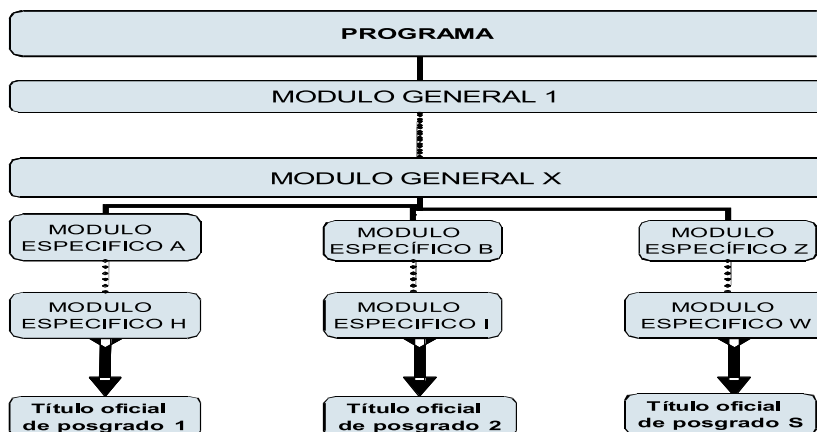 PROGRAMA
MODULO GENERAL 1
MODULO GENERAL X
MODULO
ESPECIFICO A
MODULO
ESPECÍFICO B
MODULO
ESPECÍFICO Z
MODULO
ESPECIFICO H
MODULO
ESPECIFICO I
MODULO
ESPECIFICO W
Título oficial
de posgrado 1
Título oficial
de posgrado 2
Título oficial
de posgrado S